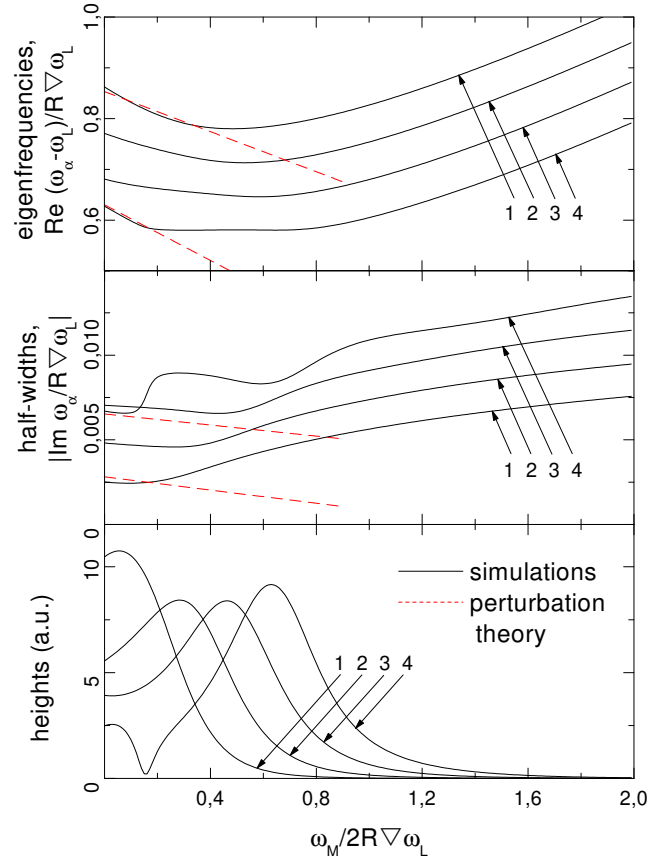 eigenfrequencies,
Re (ω_α-ω_L)/R∇ω_L
1,0
0,8
0,6
1 2 3 4
half-widths,
|Im ω_α/R∇ω_L|
0,010
0,005
0
1 2 3 4
heights (a.u.)
10
5
0
simulations
perturbation
theory
1 2 3 4
0,4 0,8 1,2 1,6 2,0
ω_M/2R∇ω_L